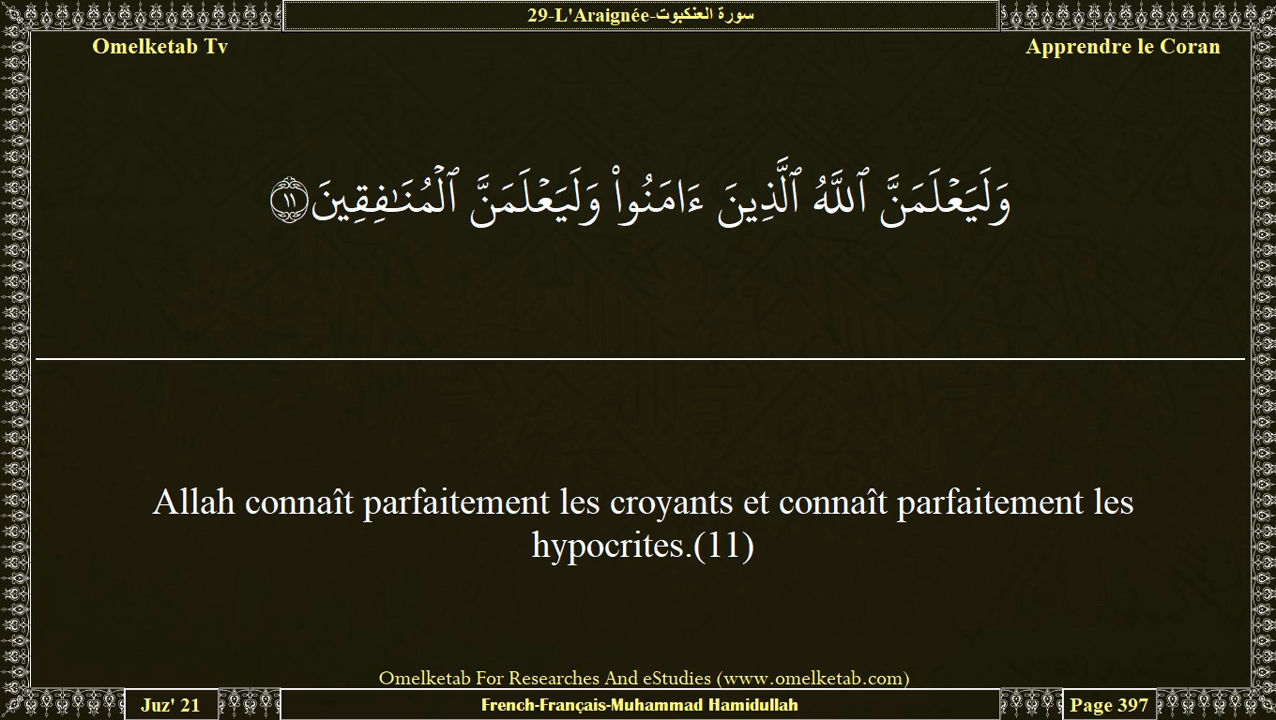 29-L'Araignée-سورة العنكبوت
Omelketab Tv
Apprendre le Coran
وَلَيَعۡلَمَنَّ ٱللَّهُ ٱلَّذِينَ ءَامَنُواْ وَلَيَعۡلَمَنَّ ٱلۡمُنَٰفِقِينَ ١١
Allah connaît parfaitement les croyants et connaît parfaitement les
hypocrites.(11)
Omelketab For Researches And eStudies (www.omelketab.com)
Juz' 21
French-Français-Muhammad Hamidullah
Page 397